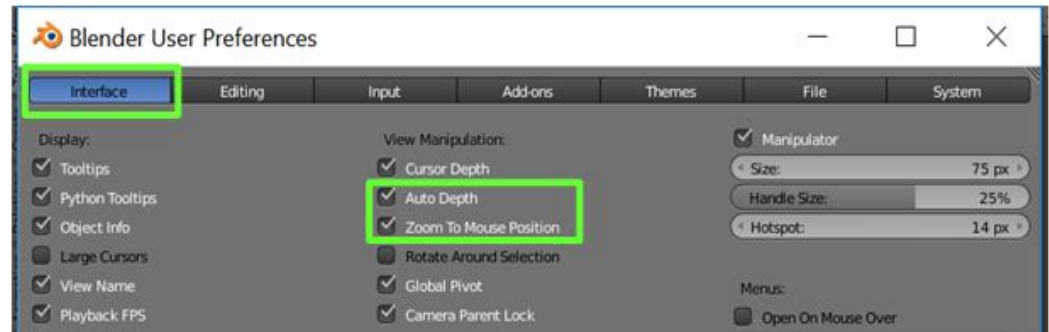 Blender User Preferences
Interface Editing Input Add-ons Themes File System
Display:
Tooltips
Python Tooltips
Object Info
Large Cursors
View Name
Playback FPS
View Manipulation:
Cursor Depth
Auto Depth
Zoom To Mouse Position
Rotate Around Selection
Global Pivot
Camera Parent Lock
Manipulator
Size: 75 px
Handle Size: 25%
Hotspot: 14 px
Menus:
Open On Mouse Over